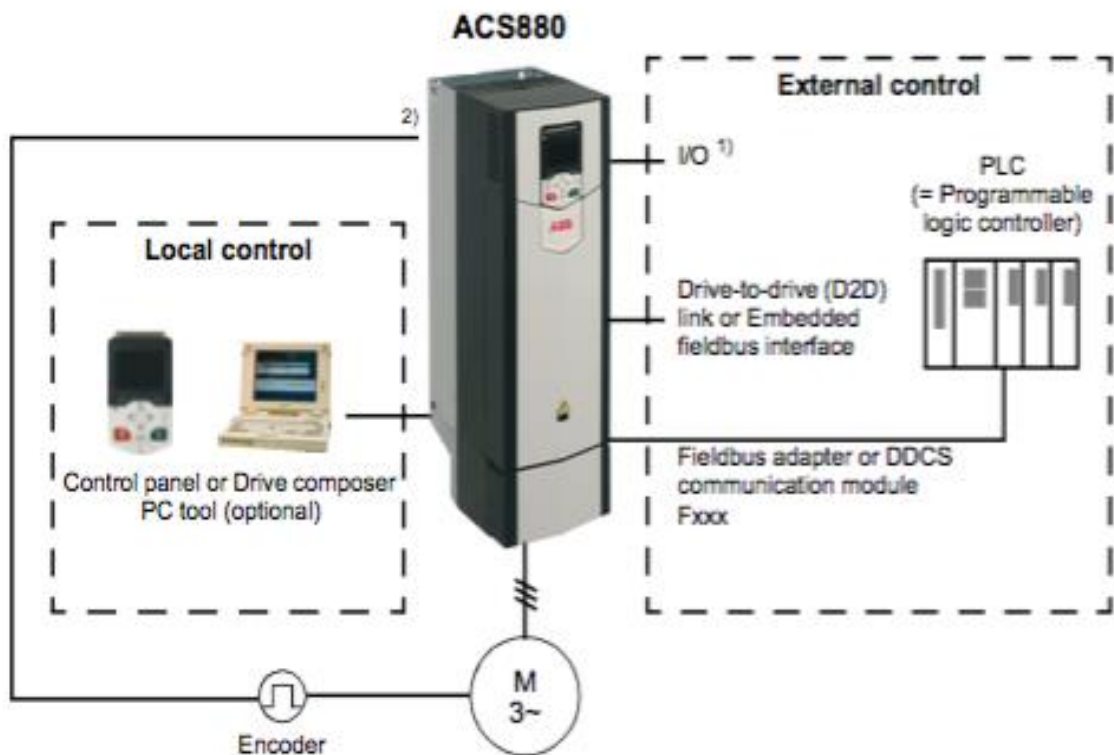 ACS880
2)
External control
I/O 1)
PLC
(= Programmable
logic controller)
Local control
Drive-to-drive (D2D)
link or Embedded
fieldbus interface
ABB
Control panel or Drive composer
PC tool (optional)
Fieldbus adapter or DDCS
communication module
Fxxx
M
3~
Encoder